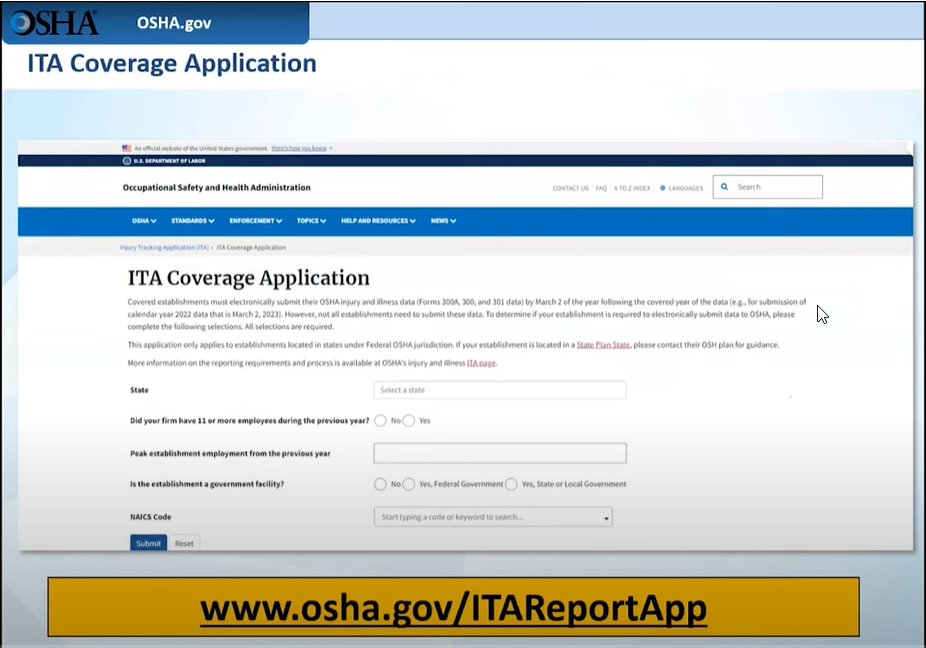 OSHA®
OSHA.gov
ITA Coverage Application
An official website of the United States government. Here's how you know
U.S. DEPARTMENT OF LABOR
Occupational Safety and Health Administration
CONTACT US FAQ A TO Z INDEX LANGUAGES
Search
OSHA STANDARDS ENFORCEMENT TOPICS HELP AND RESOURCES NEWS
Injury Tracking Application (ITA) › ITA Coverage Application
ITA Coverage Application
Covered establishments must electronically submit their OSHA injury and illness data (Forms 300A, 300, and 301 data) by March 2 of the year following the covered year of the data (e.g., for submission of
calendar year 2022 data that is March 2, 2023). However, not all establishments need to submit these data. To determine if your establishment is required to electronically submit data to OSHA, please
complete the following selections. All selections are required.
This application only applies to establishments located in states under Federal OSHA jurisdiction. If your establishment is located in a State Plan State, please contact their OSH plan for guidance.
More information on the reporting requirements and process is available at OSHA's injury and illness ITA page.
State Select a state
Did your firm have 11 or more employees during the previous year? No Yes
Peak establishment employment from the previous year
Is the establishment a government facility? No Yes, Federal Government Yes, State or Local Government
NAICS Code Start typing a code or keyword to search...
Submit Reset
www.osha.gov/ITAReportApp